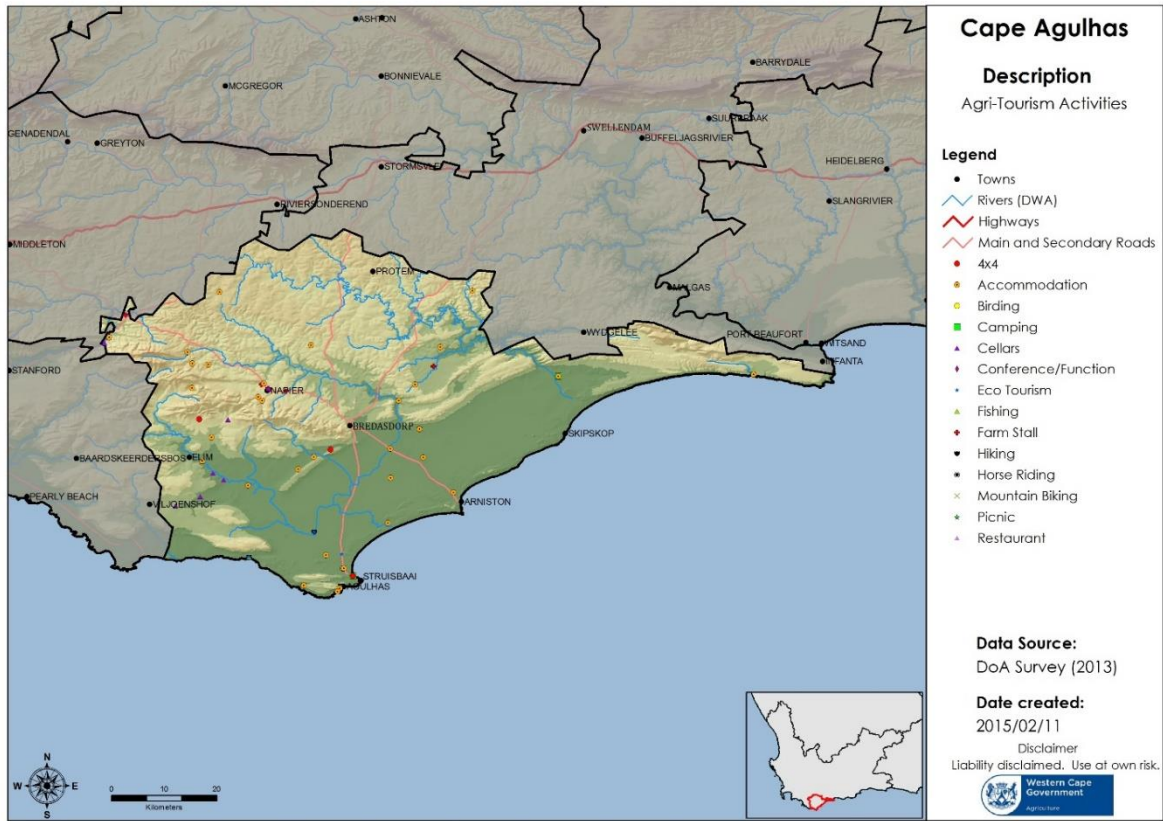 ASHTON
BONNIEVALE
BARRYDALE
MCGREGOR
SUURBRAAK
SWELLENDAM
BUFFELJAGSRIVIER
GENADENDAL
GREYTON
STORMSVLEI
HEIDELBERG
SLANGRIVIER
RIVIERSONDEREND
MIDDLETON
PROTEM
MALGAS
WYDGELEE
PORT BEAUFORT
WITSAND
INFANTA
STANFORD
NAPIER
BREDASDORP
SKIPSKOP
BAARDSKEERDERSBOS
ELIM
PEARLY BEACH
VILJOENSHOF
ARNISTON
STRUISBAAI
AGULHAS
N
W
E
S
10
5
0
10
20
Kilometers
Cape Agulhas
Description
Agri-Tourism Activities
Legend
Towns
Rivers (DWA)
Highways
Main and Secondary Roads
4x4
Accommodation
Birding
Camping
Cellars
Conference/Function
Eco Tourism
Fishing
Farm Stall
Hiking
Horse Riding
Mountain Biking
Picnic
Restaurant
Data Source:
DoA Survey (2013)
Date created:
2015/02/11
Disclaimer
Liability disclaimed. Use at own risk.
Western Cape
Government
Agriculture